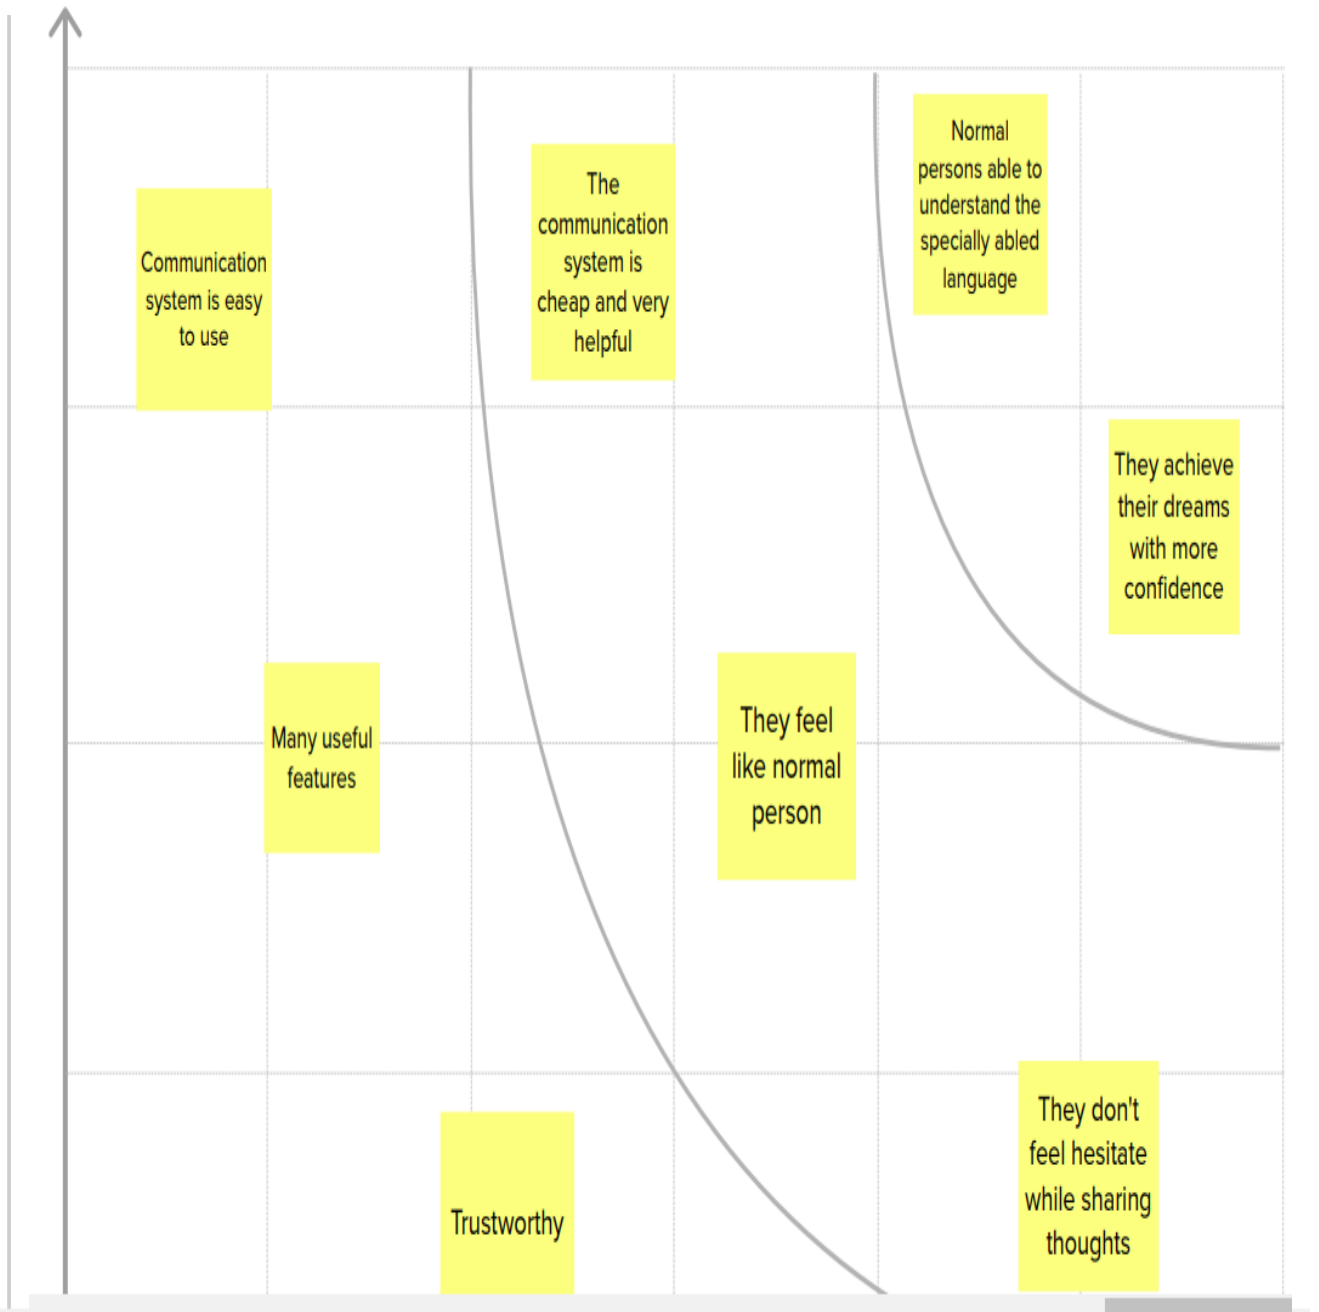 Communication
system is easy
to use
The
communication
system is
cheap and very
helpful
Normal
persons able to
understand the
specially abled
language
They achieve
their dreams
with more
confidence
Many useful
features
They feel
like normal
person
Trustworthy
They don't
feel hesitate
while sharing
thoughts